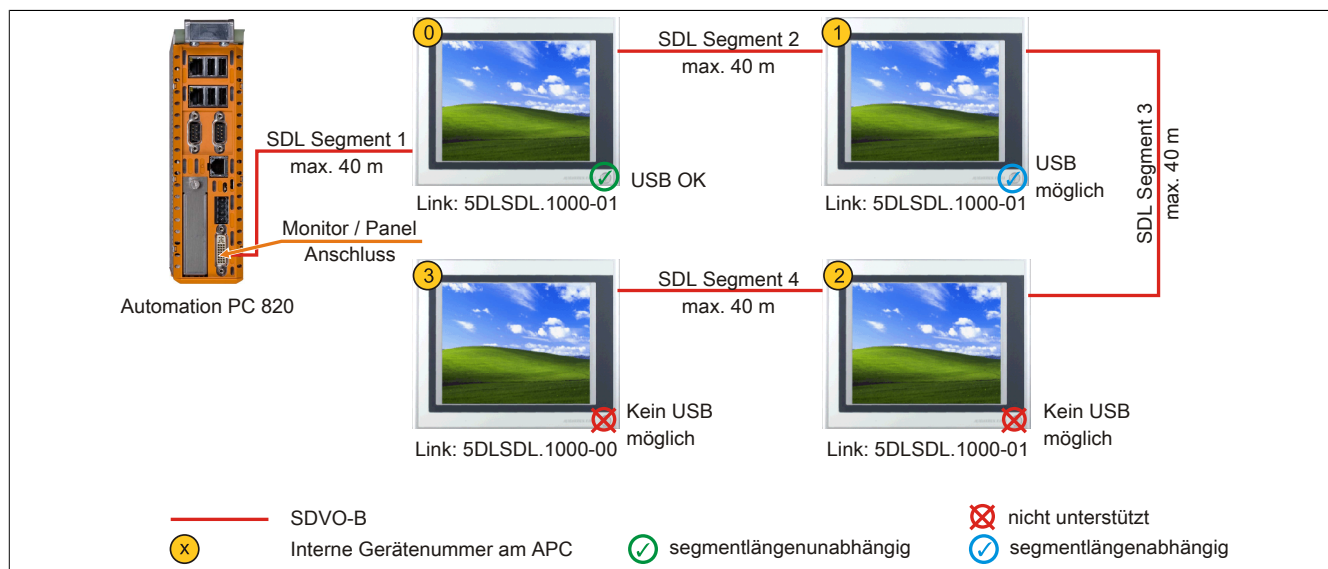 0
SDL Segment 2
max. 40 m
1
SDL Segment 1
max. 40 m
SDL Segment 3
max. 40 m
USB OK
USB
möglich
Link: 5DLSDL.1000-01
Link: 5DLSDL.1000-01
Monitor / Panel
Anschluss
3
SDL Segment 4
max. 40 m
2
Automation PC 820
Kein USB
möglich
Kein USB
möglich
Link: 5DLSDL.1000-00
Link: 5DLSDL.1000-01
SDVO-B
nicht unterstützt
x
Interne Gerätenummer am APC
segmentlängenunabhängig
segmentlängenabhängig